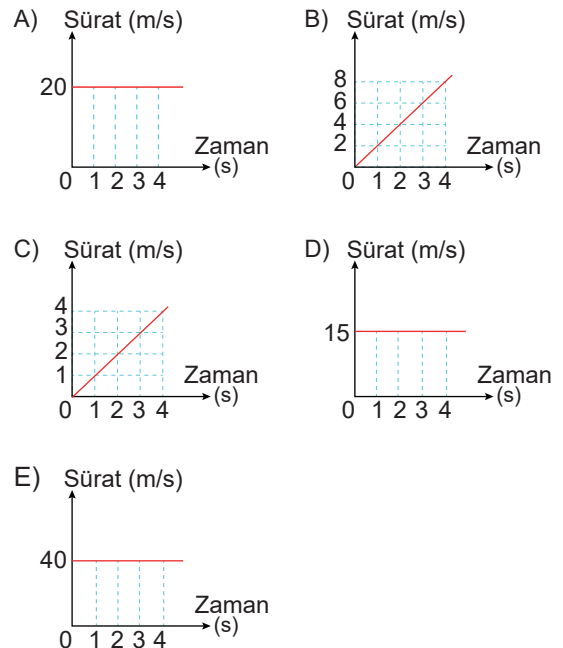 A) Sürat (m/s)
20
Zaman
(s)
0 1 2 3 4
B) Sürat (m/s)
8
6
4
2
Zaman
(s)
0 1 2 3 4
C) Sürat (m/s)
4
3
2
1
Zaman
(s)
0 1 2 3 4
D) Sürat (m/s)
15
Zaman
(s)
0 1 2 3 4
E) Sürat (m/s)
40
Zaman
(s)
0 1 2 3 4